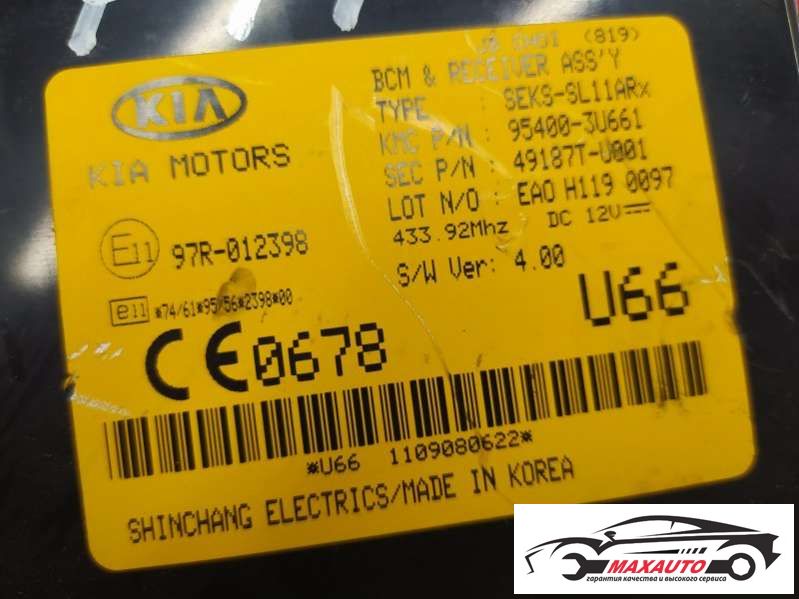 (819)
KIA
KIA MOTORS
BCM & RECEIVER ASS'Y
TYPE : SEKS-SL11ARx
KMC P/N : 95400-3U661
SEC P/N : 49187T-U801
LOT N/O : EAO H119 0097
433.92Mhz DC 12V
S/W Ver: 4.00
E11 97R-012398
e11 *74/61*95/56*2398*00
CE0678
U66
*U66 1109080622*
SHINCHANG ELECTRICS/MADE IN KOREA
MAXAUTO
гарантия качества и высокого сервиса